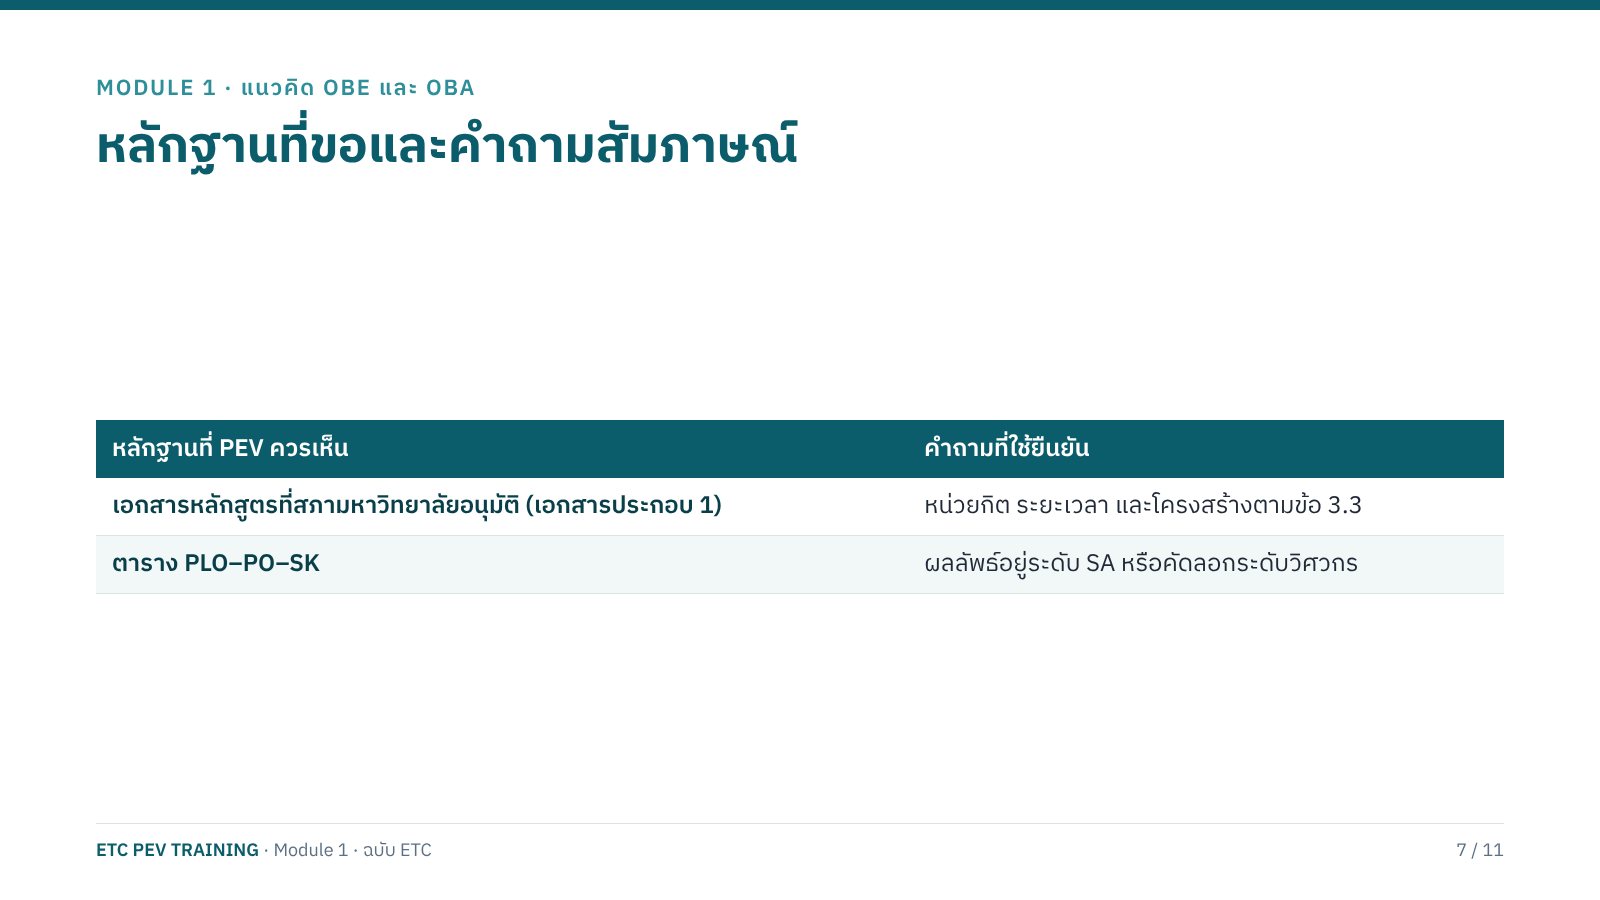 MODULE 1 · แนวคิด OBE และ OBA
หลักฐานที่ขอและคำถามสัมภาษณ์
หลักฐานที่ PEV ควรเห็น
คำถามที่ใช้ยืนยัน
เอกสารหลักสูตรที่สภามหาวิทยาลัยอนุมัติ (เอกสารประกอบ 1)
หน่วยกิต ระยะเวลา และโครงสร้างตามข้อ 3.3
ตาราง PLO–PO–SK
ผลลัพธ์อยู่ระดับ SA หรือคัดลอกระดับวิศวกร
ETC PEV TRAINING · Module 1 · ฉบับ ETC
7 / 11